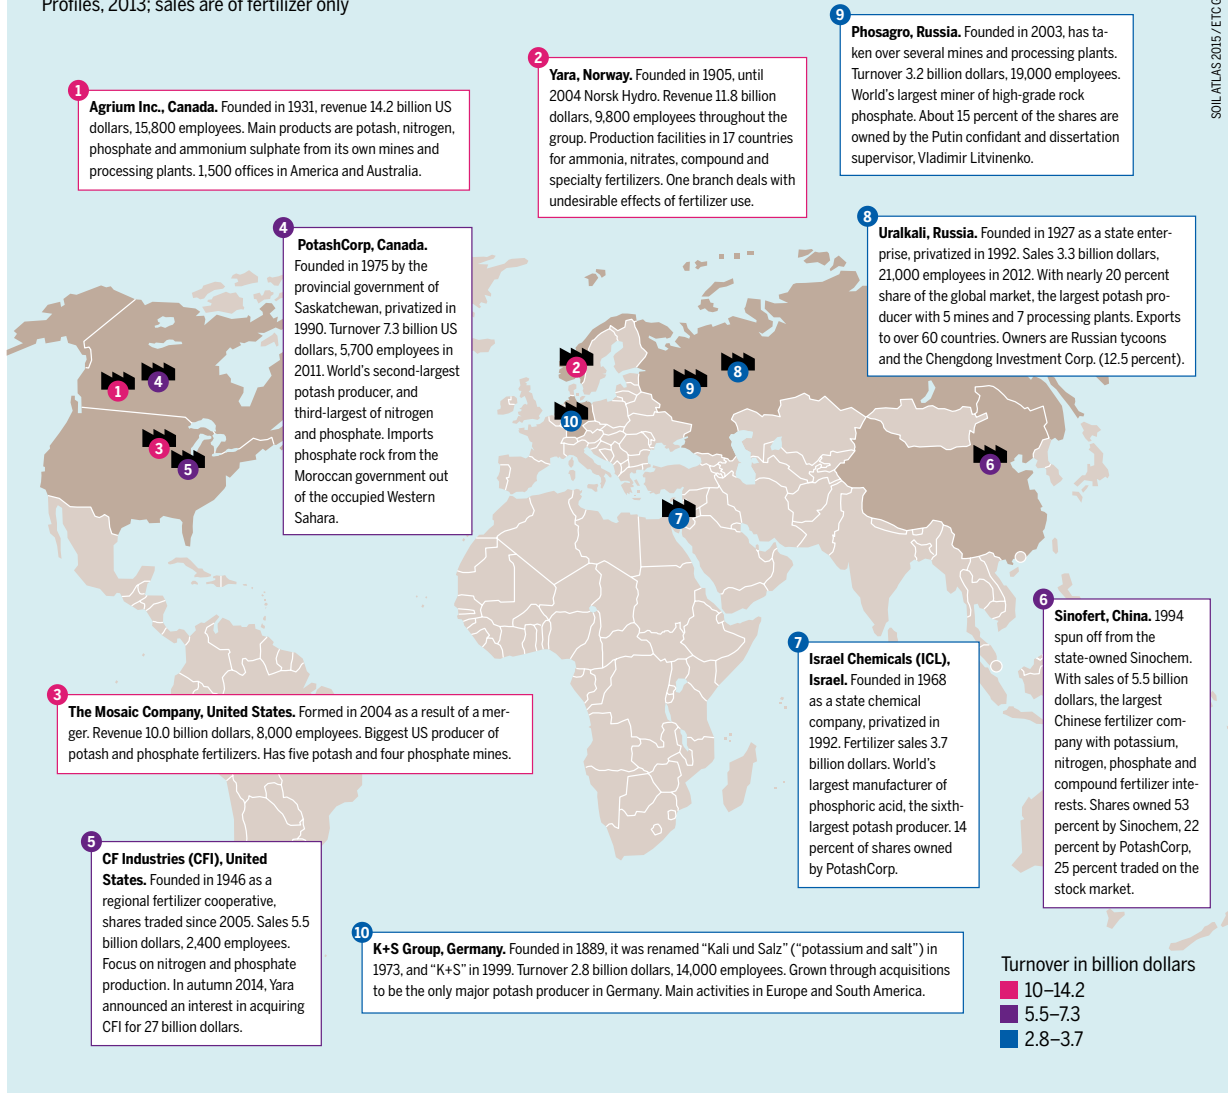 Profiles, 2013; sales are of fertilizer only
SOIL ATLAS 2015 / ETC G
1
Agrium Inc., Canada. Founded in 1931, revenue 14.2 billion US
dollars, 15,800 employees. Main products are potash, nitrogen,
phosphate and ammonium sulphate from its own mines and
processing plants. 1,500 offices in America and Australia.
2
Yara, Norway. Founded in 1905, until
2004 Norsk Hydro. Revenue 11.8 billion
dollars, 9,800 employees throughout the
group. Production facilities in 17 countries
for ammonia, nitrates, compound and
specialty fertilizers. One branch deals with
undesirable effects of fertilizer use.
9
Phosagro, Russia. Founded in 2003, has ta-
ken over several mines and processing plants.
Turnover 3.2 billion dollars, 19,000 employees.
World's largest miner of high-grade rock
phosphate. About 15 percent of the shares are
owned by the Putin confidant and dissertation
supervisor, Vladimir Litvinenko.
4
PotashCorp, Canada.
Founded in 1975 by the
provincial government of
Saskatchewan, privatized in
1990. Turnover 7.3 billion US
dollars, 5,700 employees in
2011. World's second-largest
potash producer, and
third-largest of nitrogen
and phosphate. Imports
phosphate rock from the
Moroccan government out
of the occupied Western
Sahara.
8
Uralkali, Russia. Founded in 1927 as a state enter-
prise, privatized in 1992. Sales 3.3 billion dollars,
21,000 employees in 2012. With nearly 20 percent
share of the global market, the largest potash pro-
ducer with 5 mines and 7 processing plants. Exports
to over 60 countries. Owners are Russian tycoons
and the Chengdong Investment Corp. (12.5 percent).
1
4
3
5
2
10
9
8
7
6
3
The Mosaic Company, United States. Formed in 2004 as a result of a mer-
ger. Revenue 10.0 billion dollars, 8,000 employees. Biggest US producer of
potash and phosphate fertilizers. Has five potash and four phosphate mines.
7
Israel Chemicals (ICL),
Israel. Founded in 1968
as a state chemical
company, privatized in
1992. Fertilizer sales 3.7
billion dollars. World's
largest manufacturer of
phosphoric acid, the sixth-
largest potash producer. 14
percent of shares owned
by PotashCorp.
6
Sinofert, China. 1994
spun off from the
state-owned Sinochem.
With sales of 5.5 billion
dollars, the largest
Chinese fertilizer com-
pany with potassium,
nitrogen, phosphate and
compound fertilizer inte-
rests. Shares owned 53
percent by Sinochem, 22
percent by PotashCorp,
25 percent traded on the
stock market.
5
CF Industries (CFI), United
States. Founded in 1946 as a
regional fertilizer cooperative,
shares traded since 2005. Sales 5.5
billion dollars, 2,400 employees.
Focus on nitrogen and phosphate
production. In autumn 2014, Yara
announced an interest in acquiring
CFI for 27 billion dollars.
10
K+S Group, Germany. Founded in 1889, it was renamed “Kali und Salz” (“potassium and salt”) in
1973, and “K+S” in 1999. Turnover 2.8 billion dollars, 14,000 employees. Grown through acquisitions
to be the only major potash producer in Germany. Main activities in Europe and South America.
Turnover in billion dollars
10–14.2
5.5–7.3
2.8–3.7